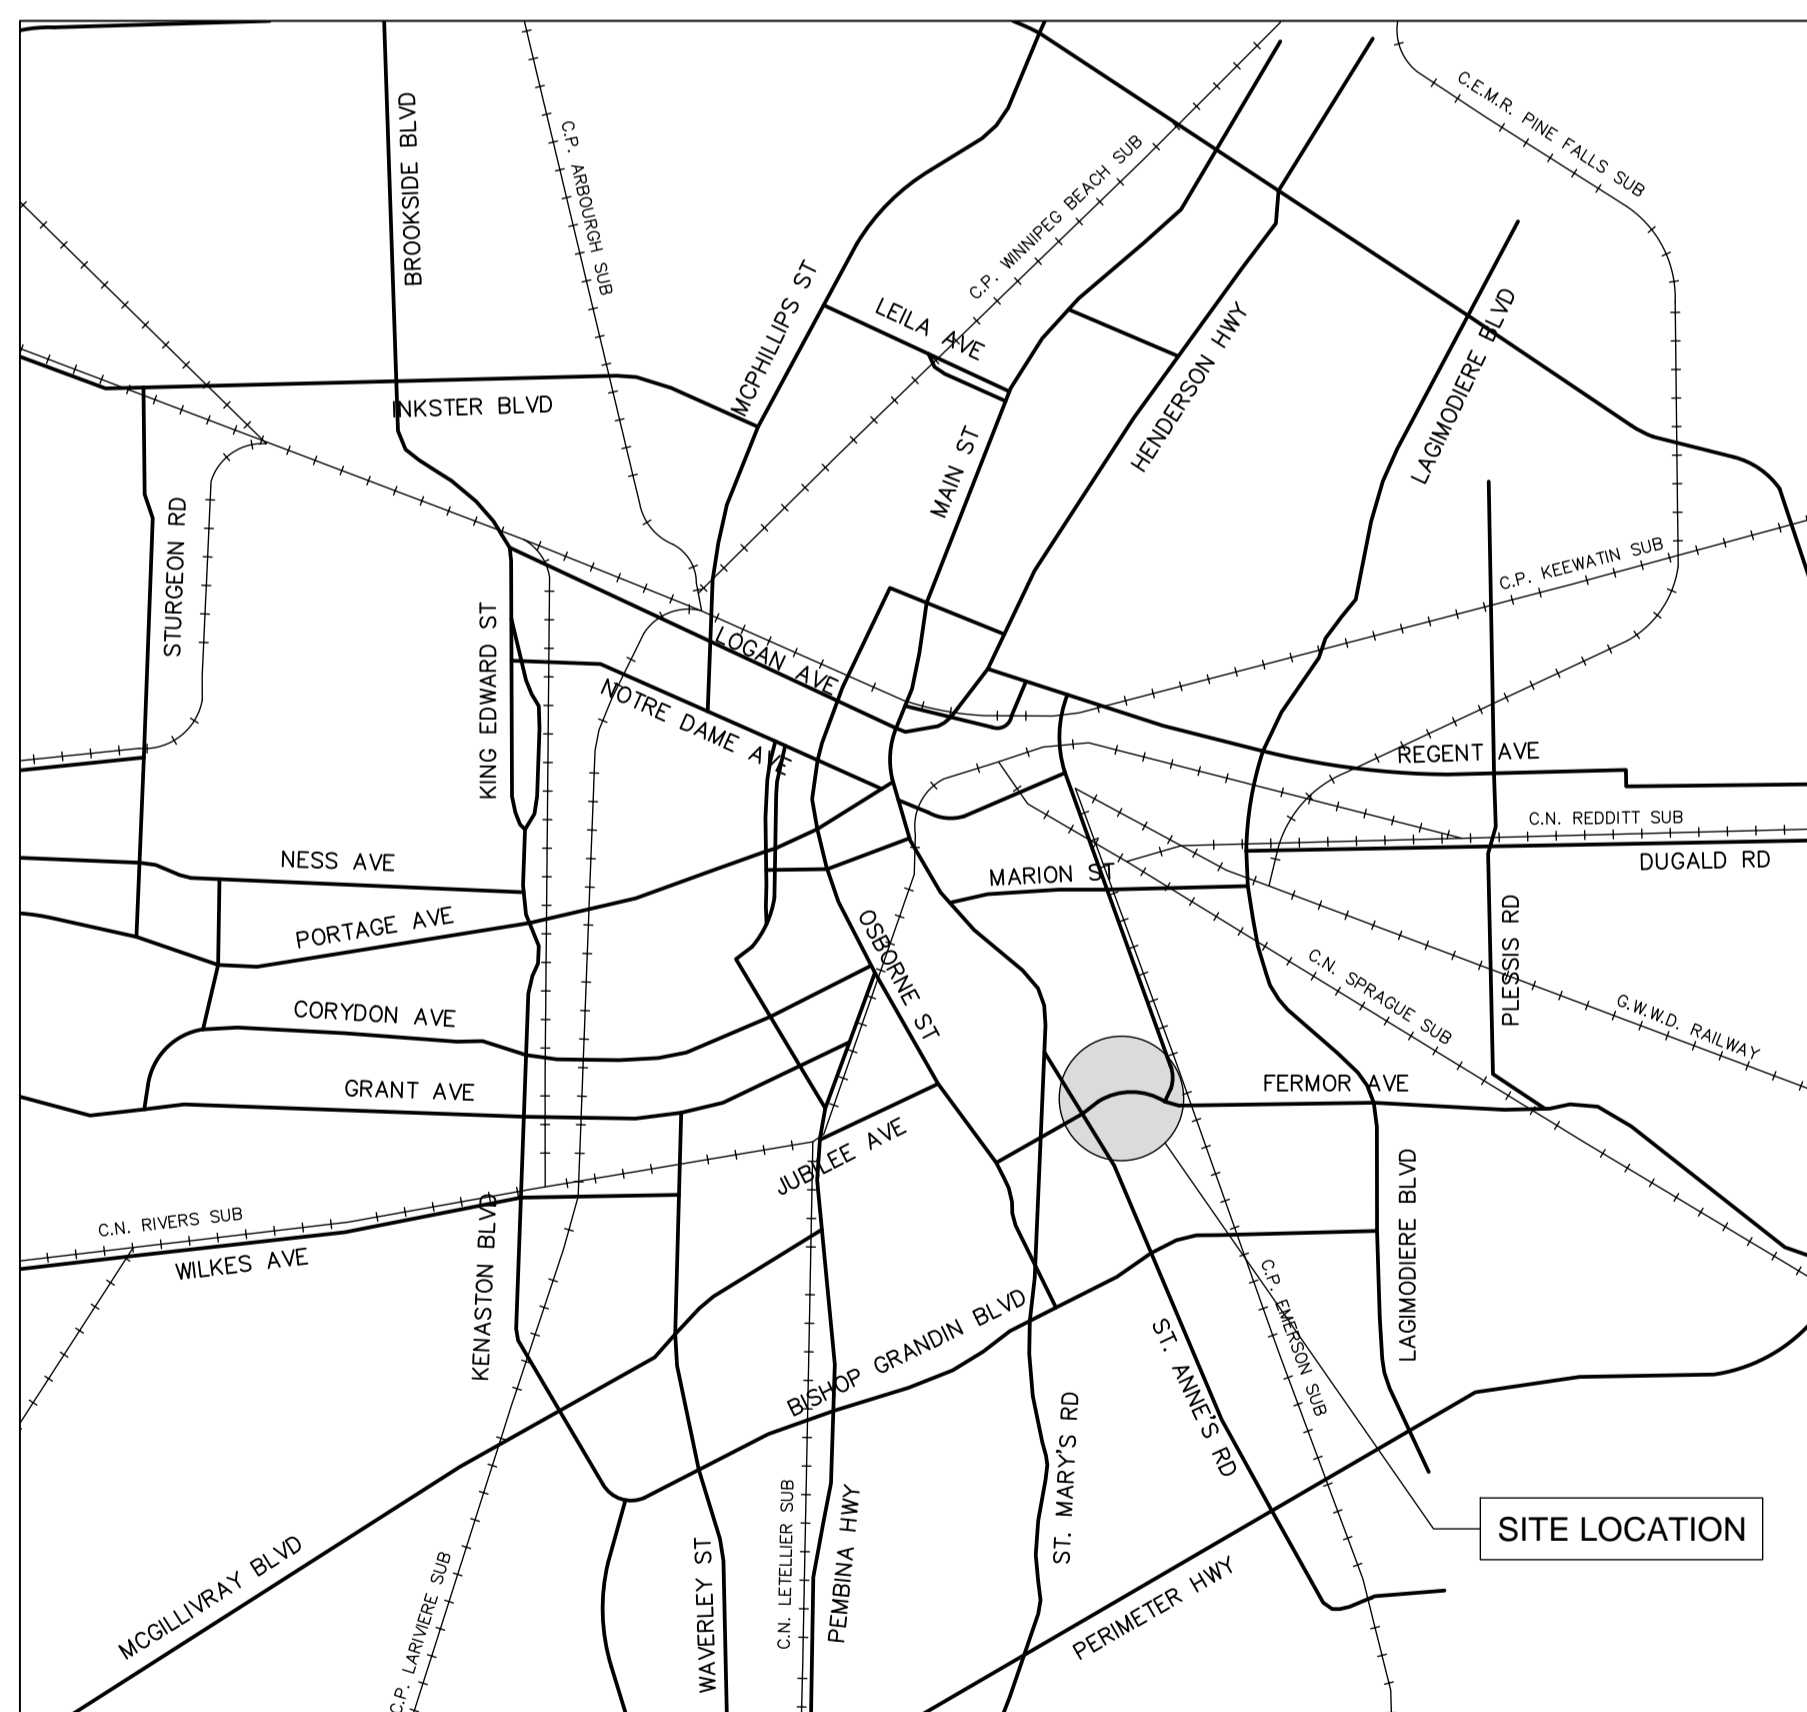 C.E.M.R. PINE FALLS SUB
BROOKSIDE BLVD
C.P. ARBOURGH SUB
C.P. WINNIPEG BEACH SUB
MCPHILLIPS ST
LEILA AVE
HENDERSON HWY
LAGIMODIERE BLVD
INKSTER BLVD
MAIN ST
STURGEON RD
C.P. KEEWATIN SUB
KING EDWARD ST
LOGAN AVE
NOTRE DAME AVE
REGENT AVE
C.N. REDDITT SUB
DUGALD RD
NESS AVE
MARION ST
PORTAGE AVE
OSBORNE ST
PLESSIS RD
C.N. SPRAGUE SUB
G.W.W.D. RAILWAY
CORYDON AVE
GRANT AVE
FERMOR AVE
JUBILEE AVE
C.N. RIVERS SUB
WILKES AVE
KENASTON BLVD
LAGIMODIERE BLVD
C.P. EMERSON SUB
BISHOP GRANDIN BLVD
ST. ANNE'S RD
ST. MARY'S RD
SITE LOCATION
MCGILLIVRAY BLVD
C.P. LARIVIERE SUB
WAVERLEY ST
C.N. LETELLIER SUB
PEMBINA HWY
PERIMETER HWY